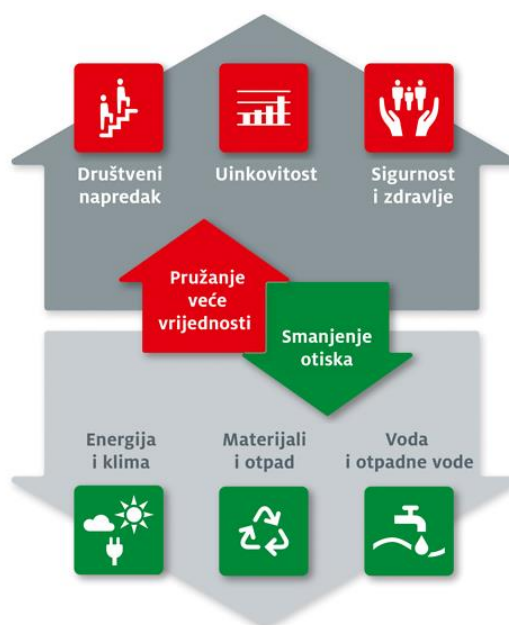 Društveni
napredak
Uinkovitost
Sigurnost
i zdravlje
Pružanje
veće
vrijednosti
Smanjenje
otiska
Energija
i klima
Materijali
i otpad
Voda
i otpadne vode